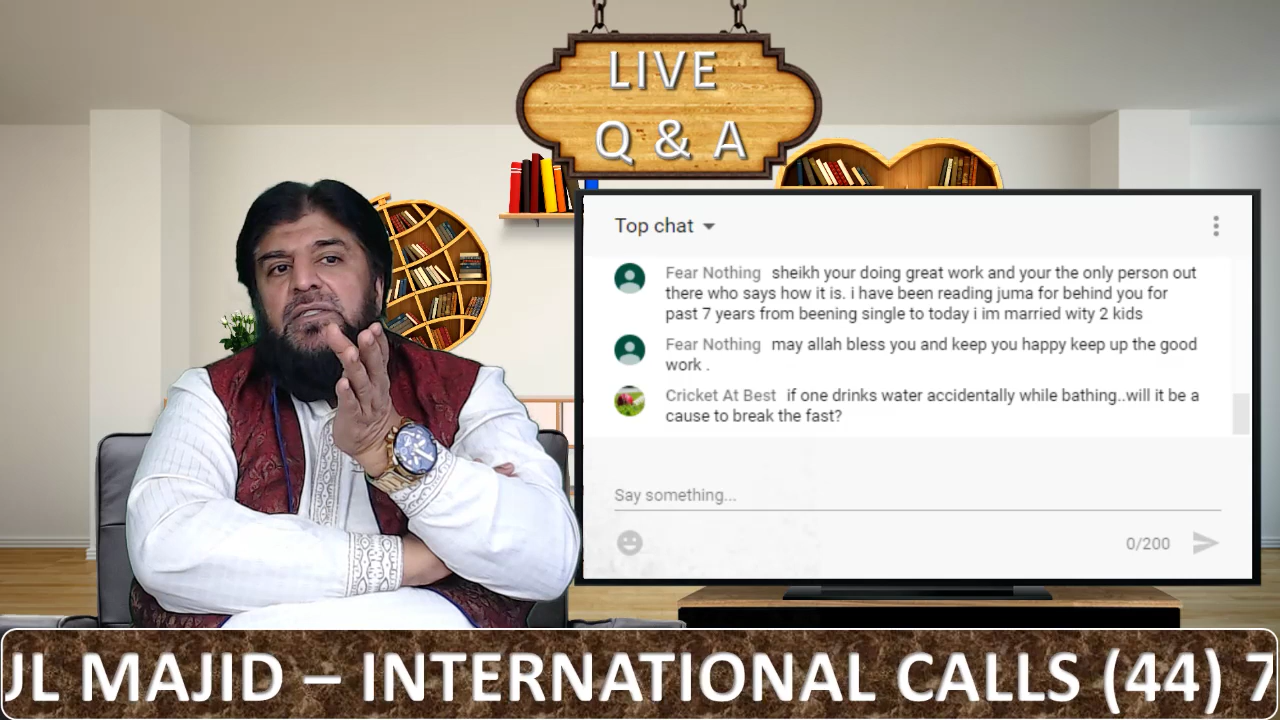 LIVE
Q & A
Top chat
Fear Nothing sheikh your doing great work and your the only person out
there who says how it is. i have been reading juma for behind you for
past 7 years from beening single to today i im married wity 2 kids
Fear Nothing may allah bless you and keep you happy keep up the good
work .
Cricket At Best if one drinks water accidentally while bathing..will it be a
cause to break the fast?
Say something...
0/200
UL MAJID – INTERNATIONAL CALLS (44) 7